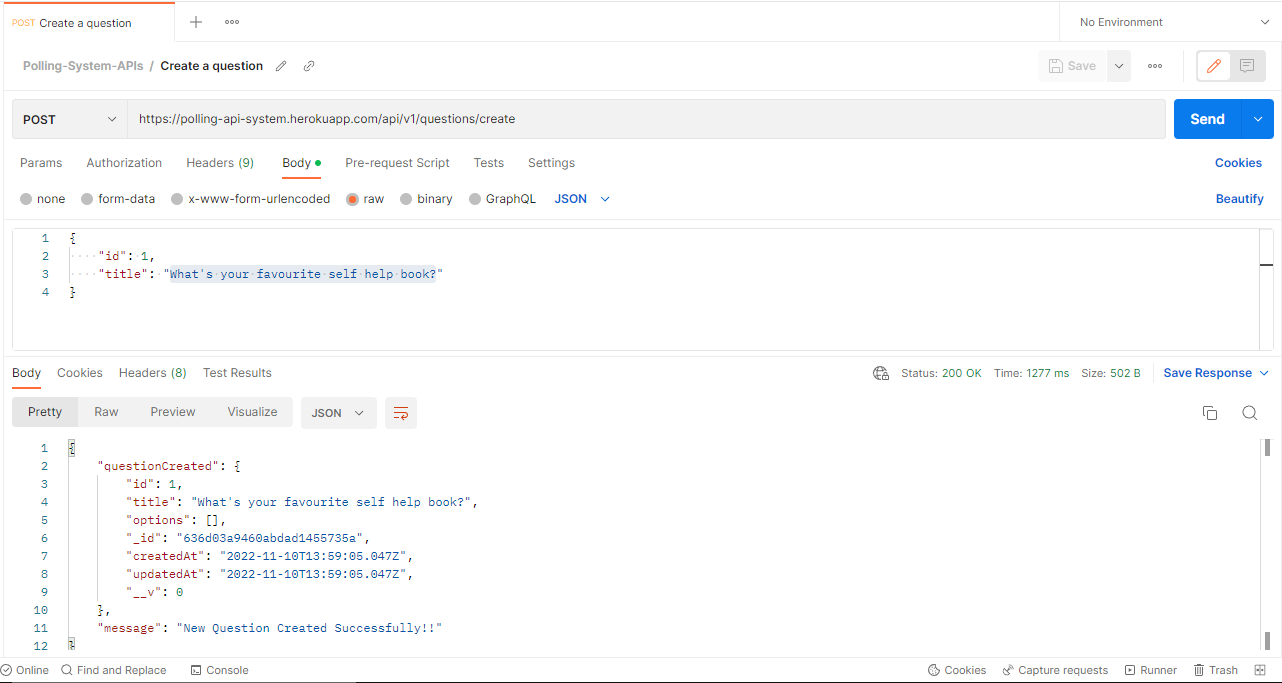 POST Create a question
No Environment
Polling-System-APIs / Create a question
Save
POST https://polling-api-system.herokuapp.com/api/v1/questions/create Send
Params Authorization Headers (9) Body Pre-request Script Tests Settings Cookies
none form-data x-www-form-urlencoded raw binary GraphQL JSON Beautify
1 {
2 "id": 1,
3 "title": "What's your favourite self help book?"
4 }
Body Cookies Headers (8) Test Results Status: 200 OK Time: 1277 ms Size: 502 B Save Response
Pretty Raw Preview Visualize JSON
1 {
2 "questionCreated": {
3 "id": 1,
4 "title": "What's your favourite self help book?",
5 "options": [],
6 "_id": "636d03a9460abdad1455735a",
7 "createdAt": "2022-11-10T13:59:05.047Z",
8 "updatedAt": "2022-11-10T13:59:05.047Z",
9 "__v": 0
10 },
11 "message": "New Question Created Successfully!!"
12 }
Online Find and Replace Console Cookies Capture requests Runner Trash